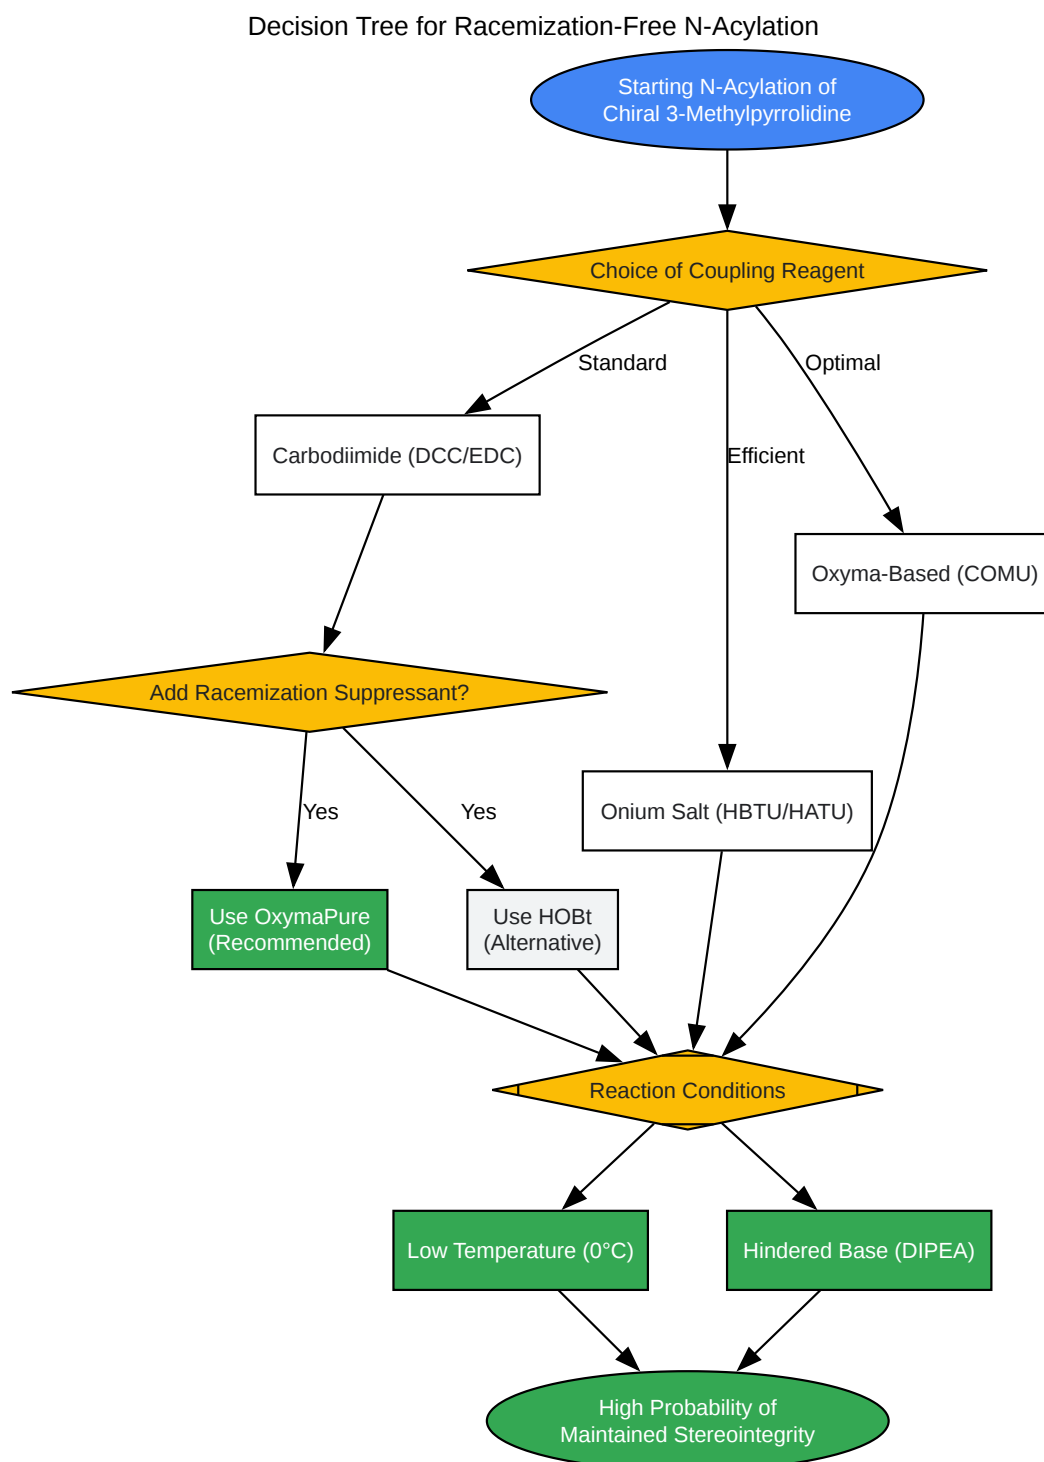 Decision Tree for Racemization-Free N-Acylation
Starting N-Acylation of
Chiral 3-Methylpyrrolidine
Choice of Coupling Reagent
Standard
Optimal
Carbodiimide (DCC/EDC)
Efficient
Oxyma-Based (COMU)
Add Racemization Suppressant?
Yes
Yes
Onium Salt (HBTU/HATU)
Use OxymaPure
(Recommended)
Use HOBt
(Alternative)
Reaction Conditions
Low Temperature (0°C)
Hindered Base (DIPEA)
High Probability of
Maintained Stereointegrity